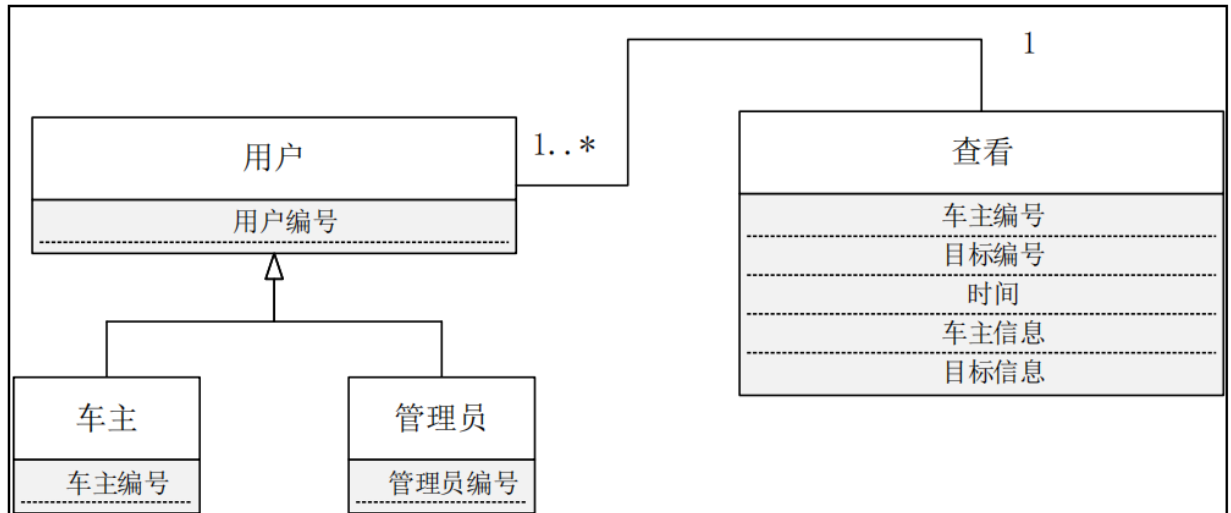 1
用户
1..*
查看
用户编号
车主编号
目标编号
时间
车主信息
目标信息
车主
管理员
车主编号
管理员编号